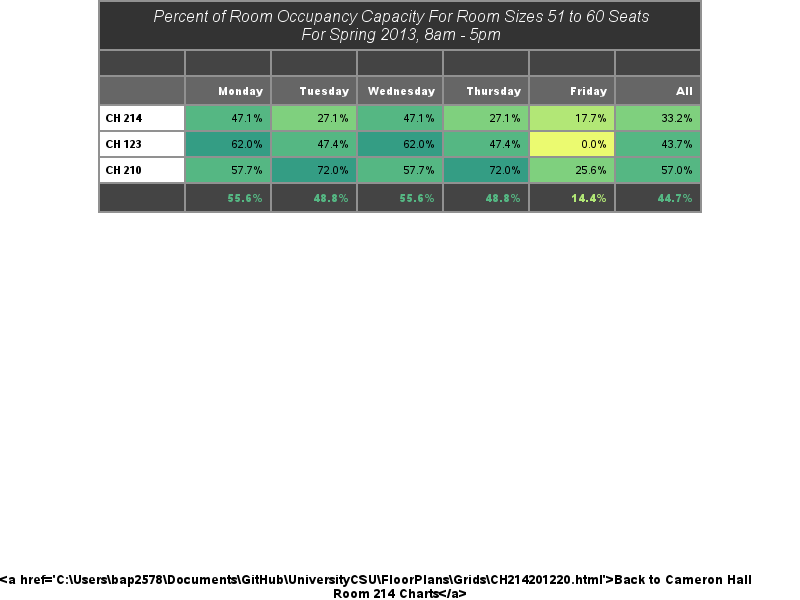 Percent of Room Occupancy Capacity For Room Sizes 51 to 60 Seats
For Spring 2013, 8am - 5pm
Monday Tuesday Wednesday Thursday Friday All
CH 214 47.1% 27.1% 47.1% 27.1% 17.7% 33.2%
CH 123 62.0% 47.4% 62.0% 47.4% 0.0% 43.7%
CH 210 57.7% 72.0% 57.7% 72.0% 25.6% 57.0%
55.6% 48.8% 55.6% 48.8% 14.4% 44.7%
<a href='C:\Users\bap2578\Documents\GitHub\UniversityCSU\FloorPlans\Grids\CH214201220.html'>Back to Cameron Hall
Room 214 Charts</a>